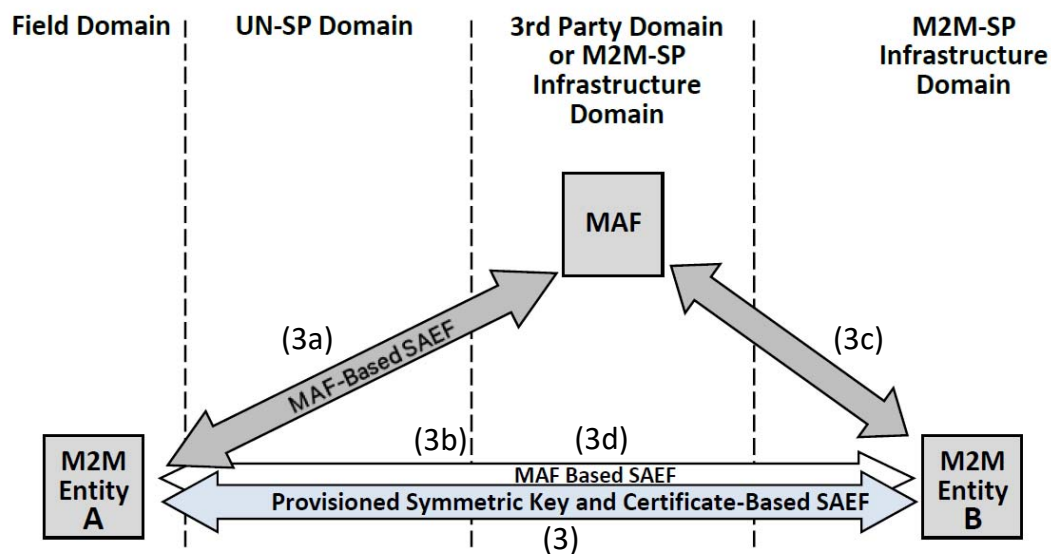 Field Domain
UN-SP Domain
3rd Party Domain
or M2M-SP
Infrastructure
Domain
M2M-SP
Infrastructure
Domain
MAF
(3a)
MAF-Based SAEF
(3c)
(3b)
(3d)
M2M
Entity
A
MAF Based SAEF
Provisioned Symmetric Key and Certificate-Based SAEF
M2M
Entity
B
(3)